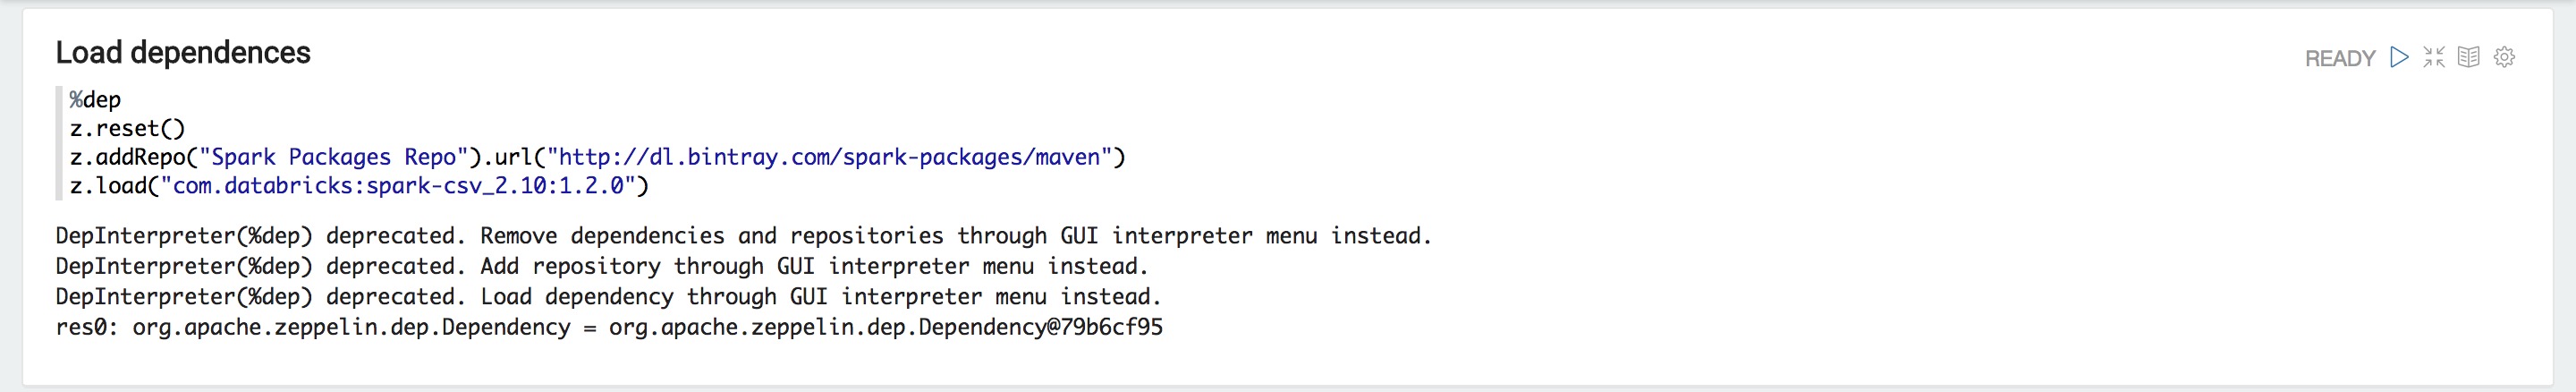 Load dependences
READY
%dep
z.reset()
z.addRepo("Spark Packages Repo").url("http://dl.bintray.com/spark-packages/maven")
z.load("com.databricks:spark-csv_2.10:1.2.0")
DepInterpreter(%dep) deprecated. Remove dependencies and repositories through GUI interpreter menu instead.
DepInterpreter(%dep) deprecated. Add repository through GUI interpreter menu instead.
DepInterpreter(%dep) deprecated. Load dependency through GUI interpreter menu instead.
res0: org.apache.zeppelin.dep.Dependency = org.apache.zeppelin.dep.Dependency@79b6cf95